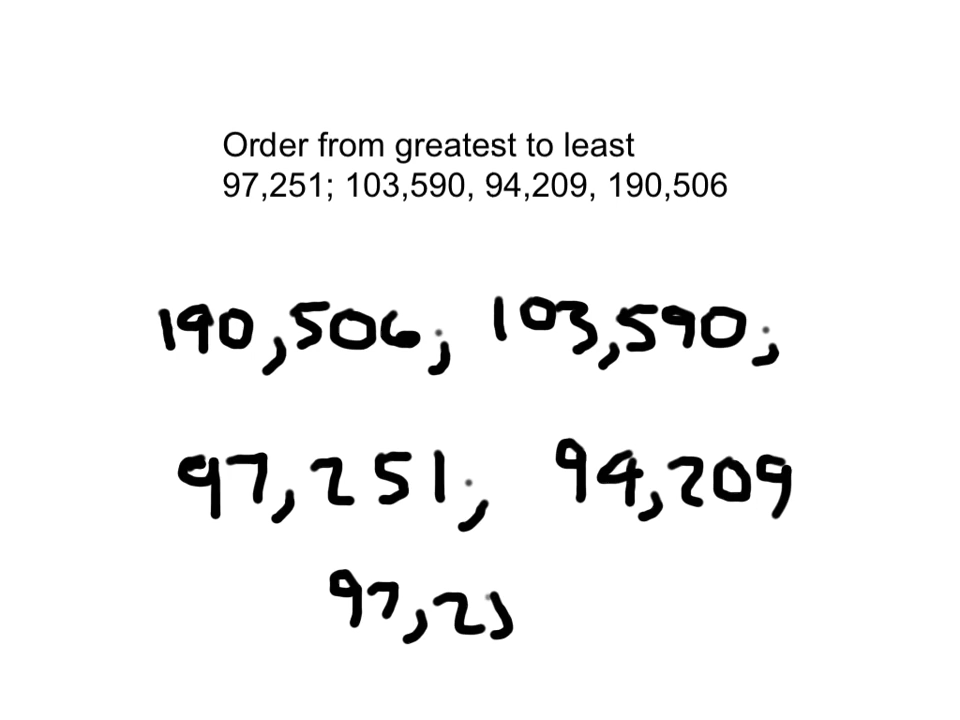 Order from greatest to least
97,251; 103,590, 94,209, 190,506
190,506; 103,590;
97,251; 94,209
97,25